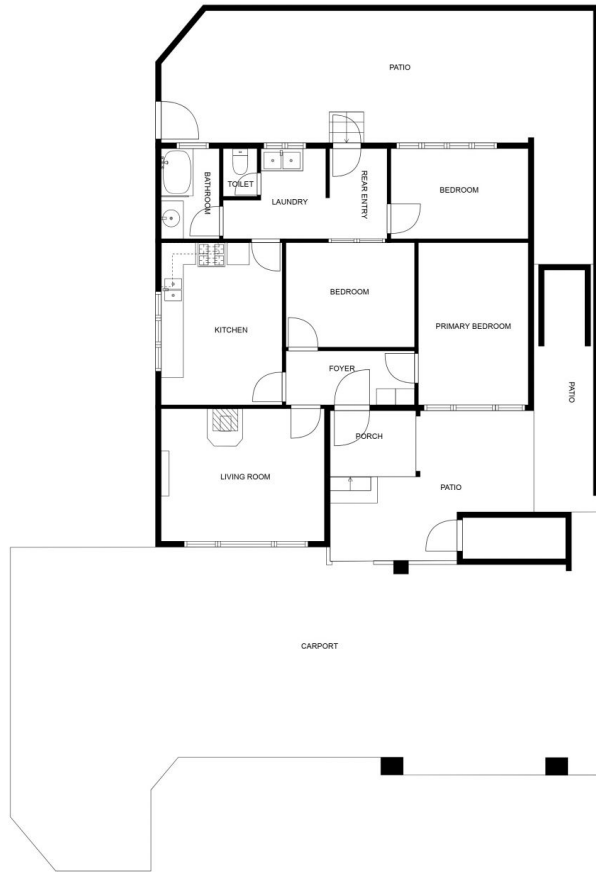 PATIO
BATHROOM
TOILET
LAUNDRY
REAR ENTRY
BEDROOM
BEDROOM
KITCHEN
PRIMARY BEDROOM
FOYER
PATIO
PORCH
LIVING ROOM
PATIO
CARPORT